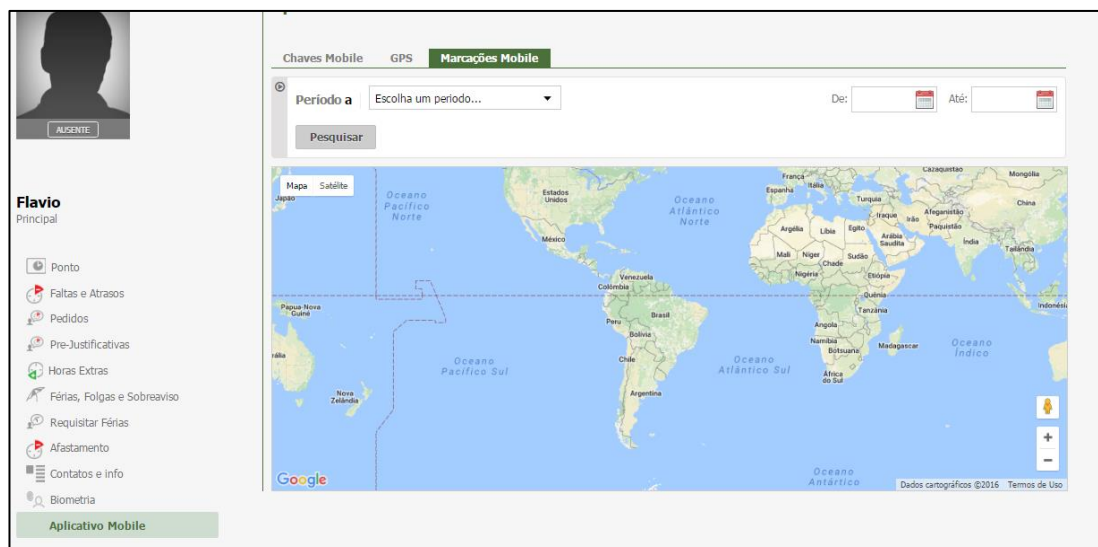 AUSENTE
Flavio
Principal
Ponto
Faltas e Atrasos
Pedidos
Pre-Justificativas
Horas Extras
Férias, Folgas e Sobreaviso
Requisitar Férias
Afastamento
Contatos e info
Biometria
Aplicativo Mobile
Chaves Mobile GPS Marcações Mobile
Período a Escolha um periodo... De: Até:
Pesquisar
Mapa Satélite
Japão
Oceano
Pacífico
Norte
Estados
Unidos
México
Oceano
Atlântico
Norte
França
Espanha
Itália
Turquia
Cazaquistão
Mongólia
China
Iraque
Irão
Afeganistão
Paquistão
Índia
Tailândia
Argélia
Líbia
Egito
Arábia
Saudita
Mali
Níger
Chade
Sudão
Nigéria
Etiópia
Venezuela
Colômbia
Quénia
Tanzânia
Papua-Nova
Guiné
Peru
Brasil
Bolívia
Angola
Namíbia
Botsuana
Madagascar
Oceano
Índico
Oceano
Pacífico Sul
Chile
Argentina
Oceano
Atlântico Sul
África
do Sul
Nova
Zelândia
Oceano
Antártico
Google
Dados cartográficos ©2016 Termos de Uso